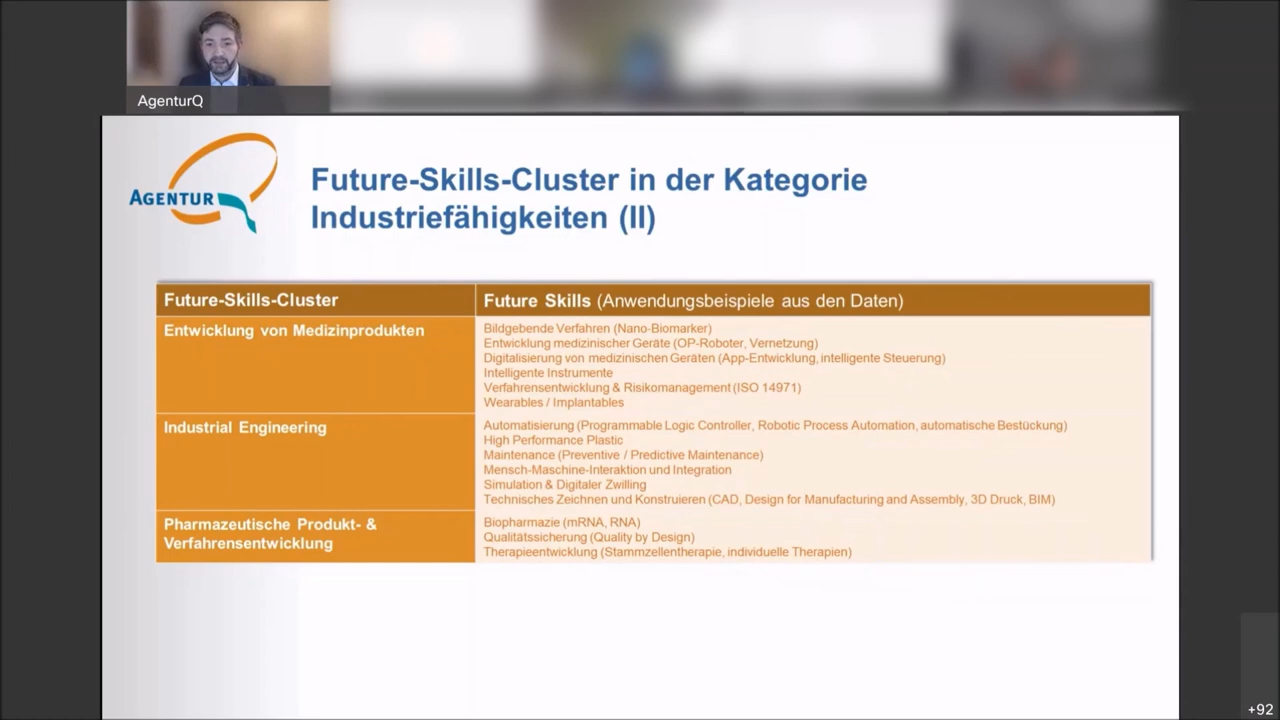 AgenturQ
AGENTUR
Future-Skills-Cluster in der Kategorie
Industriefähigkeiten (II)
Future-Skills-Cluster
Future Skills (Anwendungsbeispiele aus den Daten)
Entwicklung von Medizinprodukten
Bildgebende Verfahren (Nano-Biomarker)
Entwicklung medizinischer Geräte (OP-Roboter, Vernetzung)
Digitalisierung von medizinischen Geräten (App-Entwicklung, intelligente Steuerung)
Intelligente Instrumente
Verfahrensentwicklung & Risikomanagement (ISO 14971)
Wearables / Implantables
Industrial Engineering
Automatisierung (Programmable Logic Controller, Robotic Process Automation, automatische Bestückung)
High Performance Plastic
Maintenance (Preventive / Predictive Maintenance)
Mensch-Maschine-Interaktion und Integration
Simulation & Digitaler Zwilling
Technisches Zeichnen und Konstruieren (CAD, Design for Manufacturing and Assembly, 3D Druck, BIM)
Pharmazeutische Produkt- &
Verfahrensentwicklung
Biopharmazie (mRNA, RNA)
Qualitätssicherung (Quality by Design)
Therapieentwicklung (Stammzellentherapie, individuelle Therapien)
+92